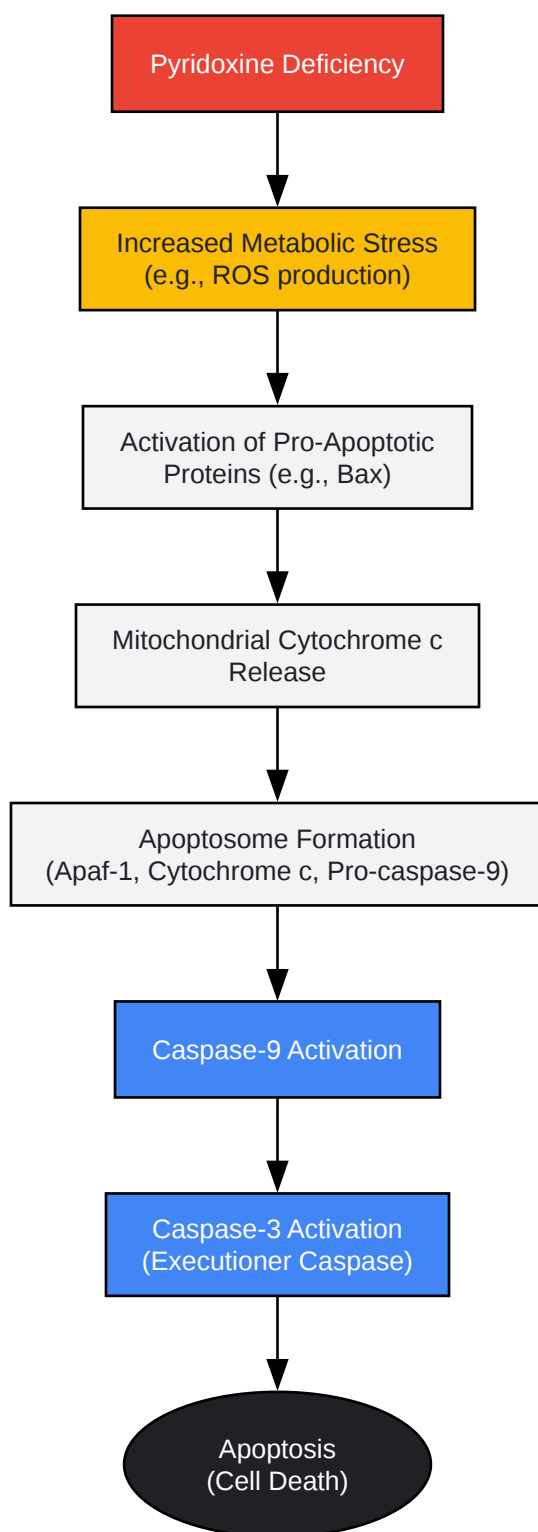 Pyridoxine Deficiency
Increased Metabolic Stress
(e.g., ROS production)
Activation of Pro-Apoptotic
Proteins (e.g., Bax)
Mitochondrial Cytochrome c
Release
Apoptosome Formation
(Apaf-1, Cytochrome c, Pro-caspase-9)
Caspase-9 Activation
Caspase-3 Activation
(Executioner Caspase)
Apoptosis
(Cell Death)